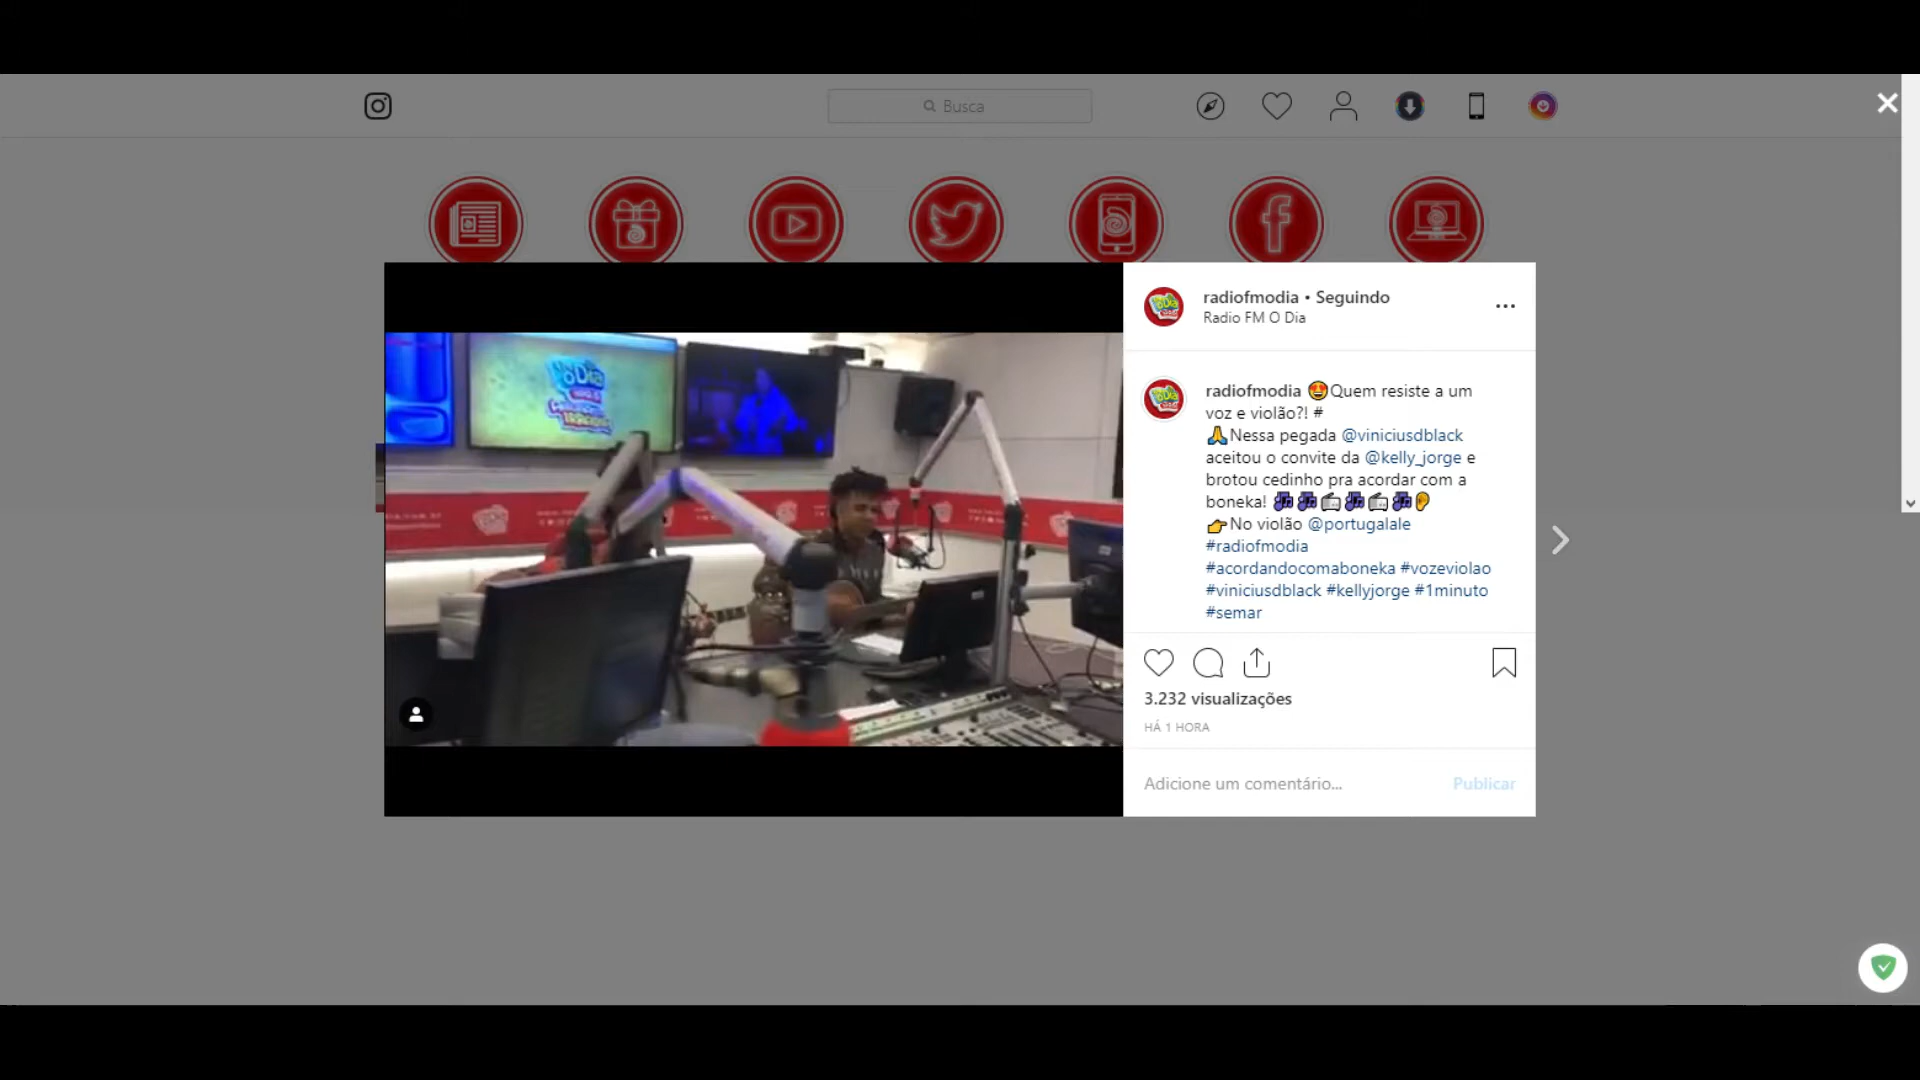 Busca
radiofmodia • Seguindo
Radio FM O Dia
radiofmodia 😍Quem resiste a um
voz e violão?! #
🙏Nessa pegada @viniciusdblack
aceitou o convite da @kelly_jorge e
brotou cedinho pra acordar com a
boneka! 🎶🎶📻🎶📻🎶👂
👉No violão @portugalale
#radiofmodia
#acordandocomaboneka #vozeviolao
#viniciusdblack #kellyjorge #1minuto
#semar
3.232 visualizações
HÁ 1 HORA
Adicione um comentário... Publicar
O Dia